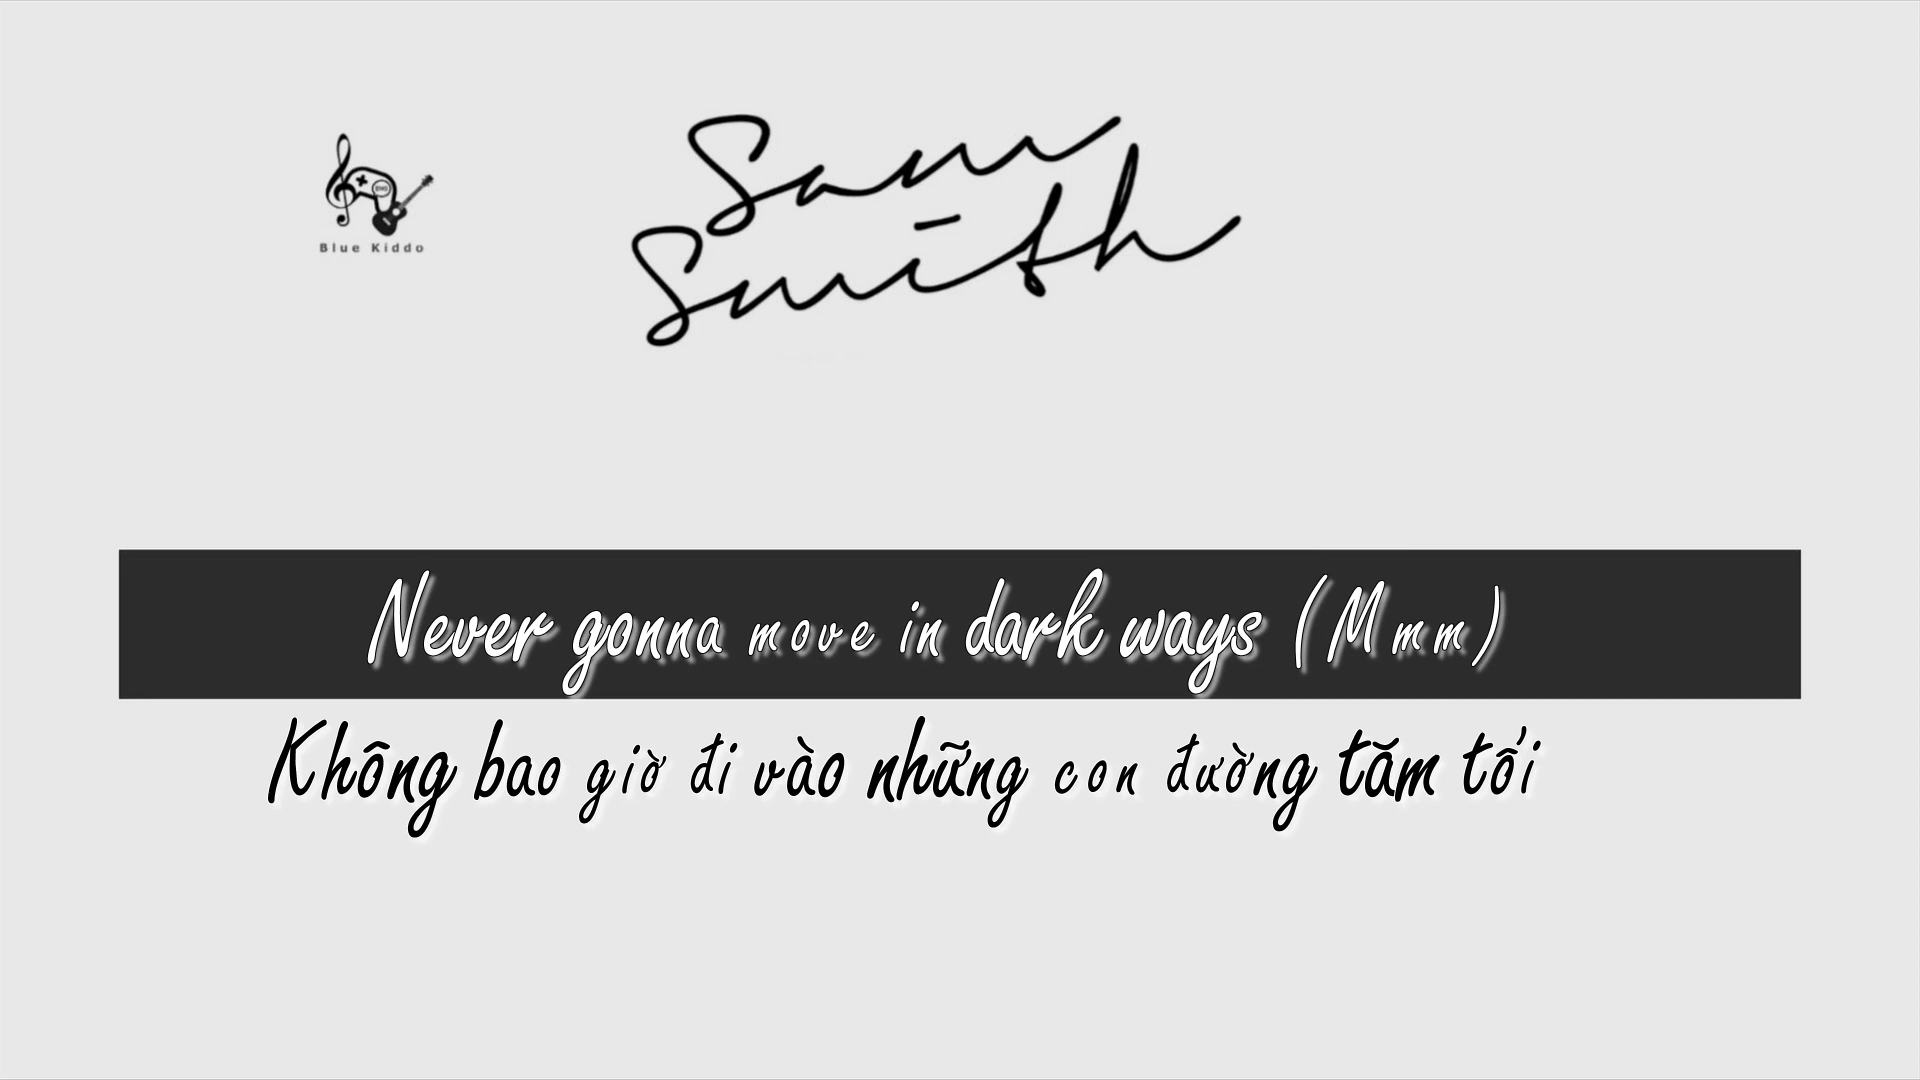 Sam
Smith
EVO
Blue Kiddo
Never gonna move in dark ways (Mmm)
Không bao giờ đi vào những con đường tăm tối